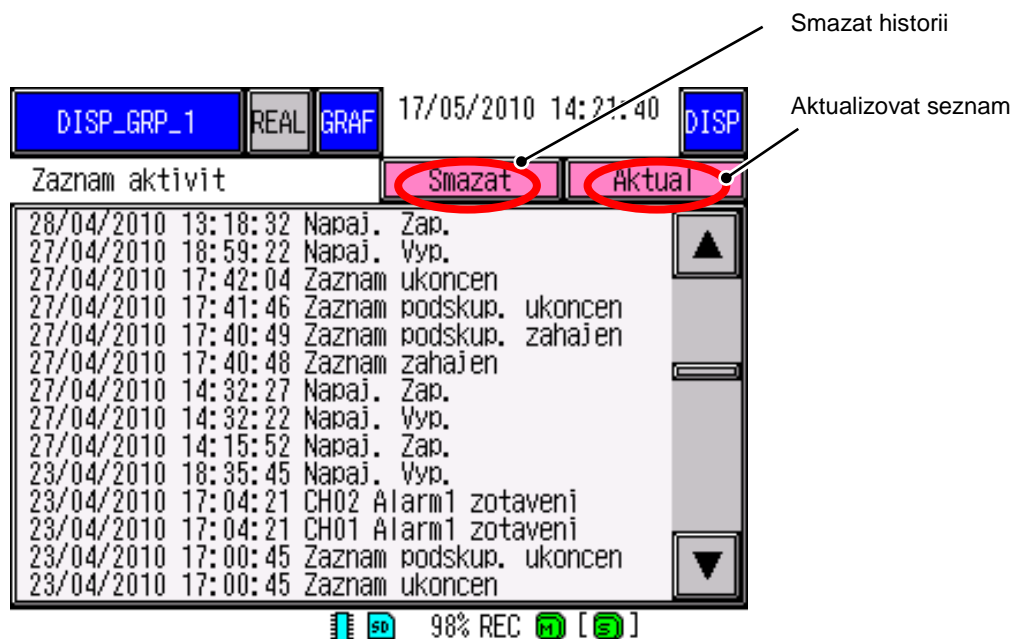 Smazat historii
Aktualizovat seznam
DISP_GRP_1 REAL GRAF 17/05/2010 14:21:40 DISP
Zaznam aktivit Smazat Aktual
28/04/2010 13:18:32 Napaj. Zap.
27/04/2010 18:59:22 Napaj. Vyp.
27/04/2010 17:42:04 Zaznam ukoncen
27/04/2010 17:41:46 Zaznam podskup. ukoncen
27/04/2010 17:40:49 Zaznam podskup. zahajen
27/04/2010 17:40:48 Zaznam zahajen
27/04/2010 14:32:27 Napaj. Zap.
27/04/2010 14:32:22 Napaj. Vyp.
27/04/2010 14:15:52 Napaj. Zap.
23/04/2010 18:35:45 Napaj. Vyp.
23/04/2010 17:04:21 CH02 Alarm1 zotaveni
23/04/2010 17:04:21 CH01 Alarm1 zotaveni
23/04/2010 17:00:45 Zaznam podskup. ukoncen
23/04/2010 17:00:45 Zaznam ukoncen
SD 98% REC M [S]